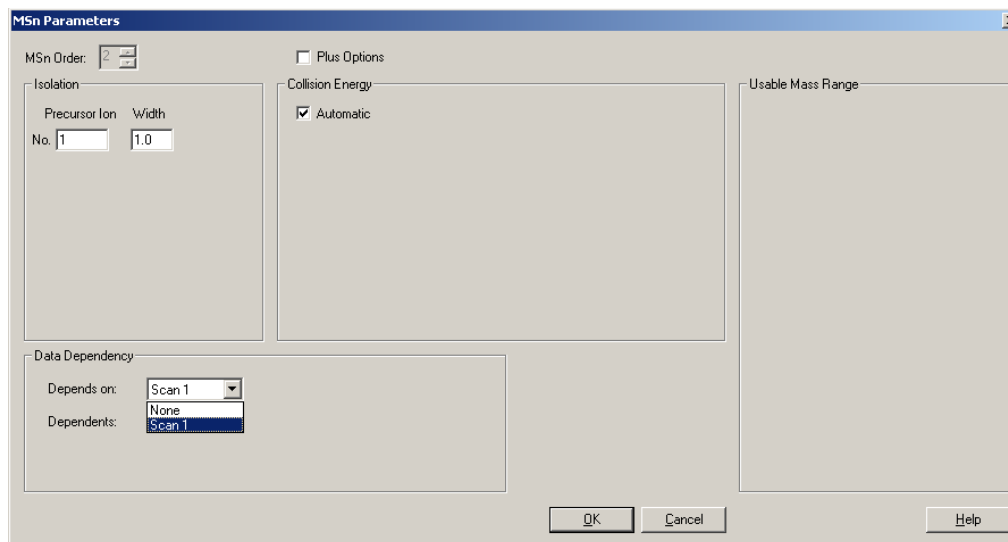 MSn Parameters
MSn Order: 2
Plus Options
Isolation
Collision Energy
Usable Mass Range
Precursor Ion Width
Automatic
No. 1 1.0
Data Dependency
Depends on: Scan 1
None
Dependents: Scan 1
OK Cancel Help